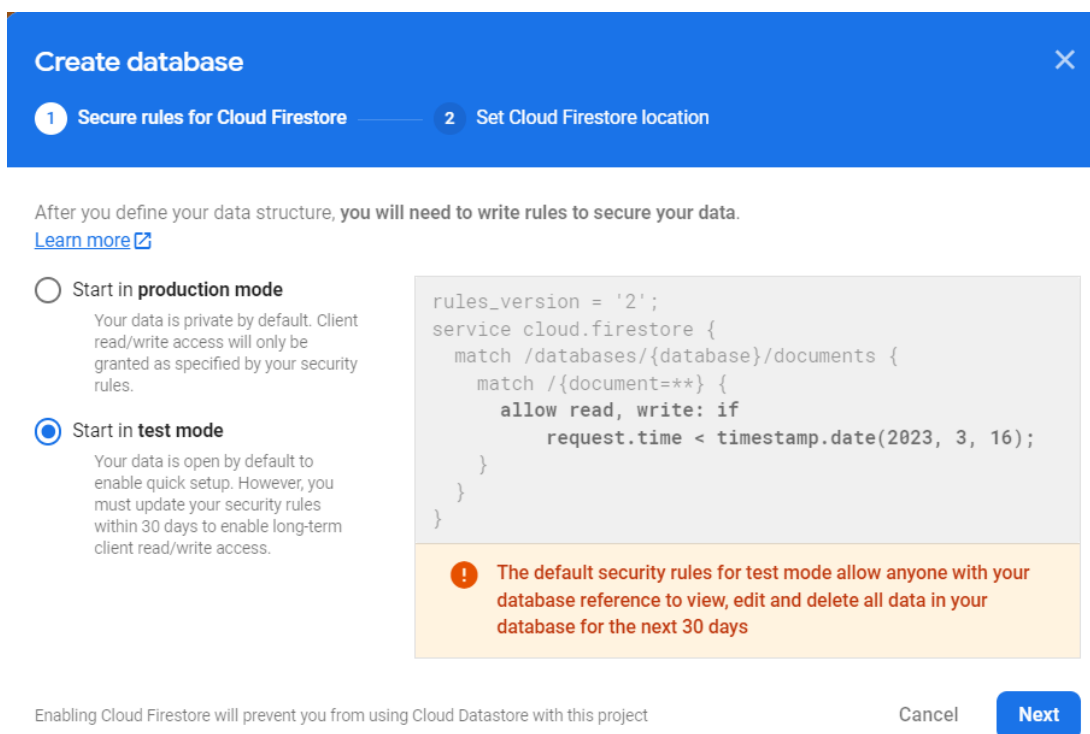 Create database
1 Secure rules for Cloud Firestore 2 Set Cloud Firestore location
After you define your data structure, you will need to write rules to secure your data.
Learn more
Start in production mode
Your data is private by default. Client
read/write access will only be
granted as specified by your security
rules.
Start in test mode
Your data is open by default to
enable quick setup. However, you
must update your security rules
within 30 days to enable long-term
client read/write access.
rules_version = '2';
service cloud.firestore {
match /databases/{database}/documents {
match /{document=**} {
allow read, write: if
request.time < timestamp.date(2023, 3, 16);
}
}
}
The default security rules for test mode allow anyone with your
database reference to view, edit and delete all data in your
database for the next 30 days
Enabling Cloud Firestore will prevent you from using Cloud Datastore with this project
Cancel
Next